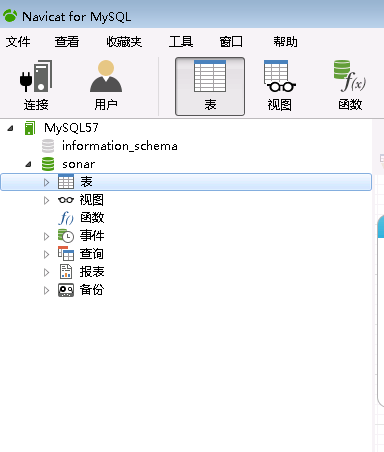 Navicat for MySQL
文件 查看 收藏夹 工具 窗口 帮助
连接 用户 表 视图 函数
MySQL57
information_schema
sonar
表
视图
函数
事件
查询
报表
备份